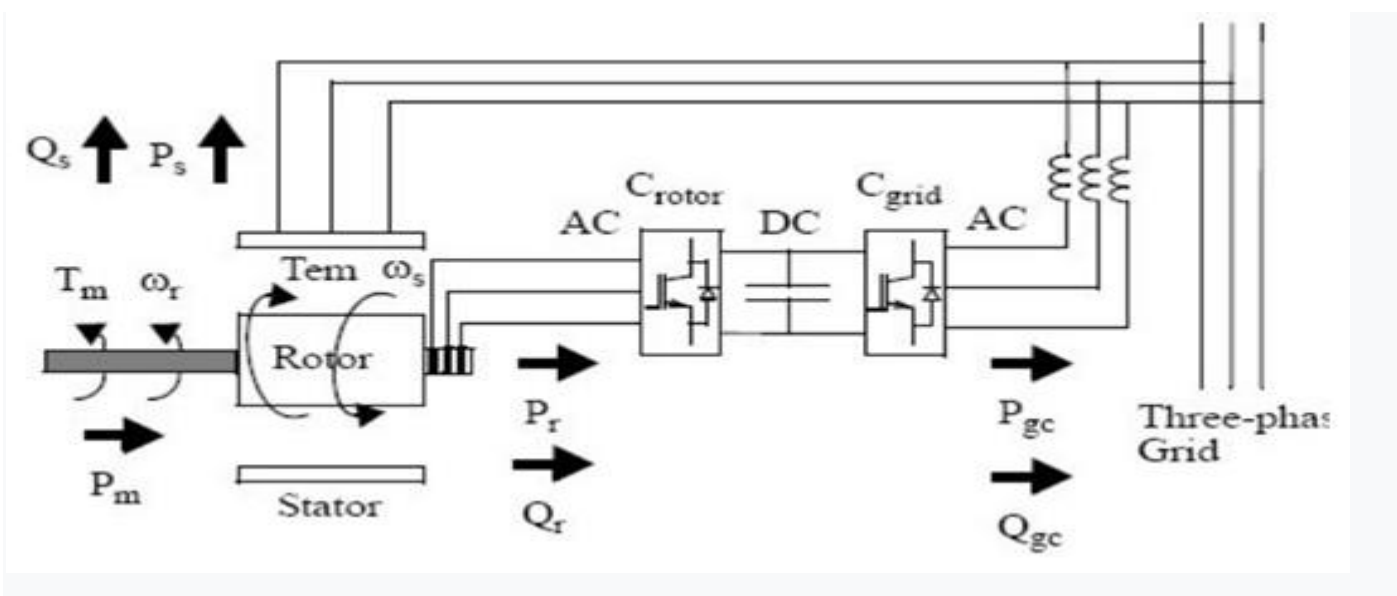 Qs
Ps
Crotor
Cgrid
AC
DC
AC
Tem
ωs
Tm
ωr
Rotor
Pr
Pgc
Three-phas
Grid
Pm
Stator
Qr
Qgc